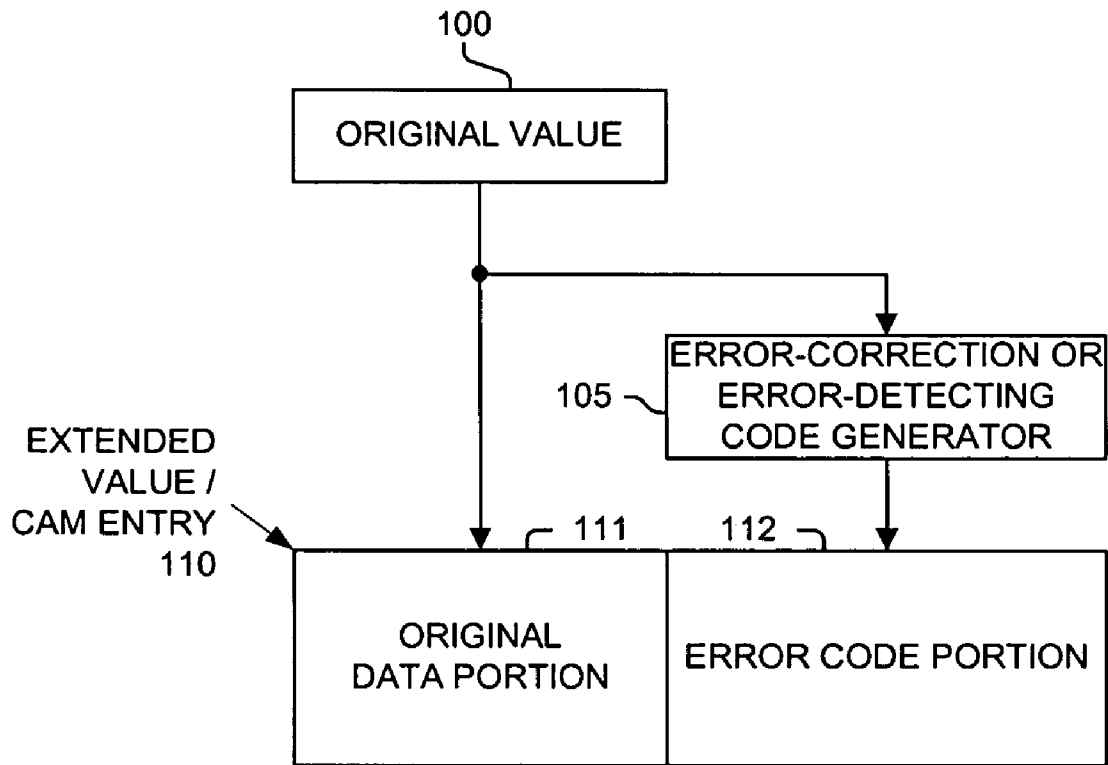 100
ORIGINAL VALUE
ERROR-CORRECTION OR
ERROR-DETECTING
CODE GENERATOR
105
EXTENDED
VALUE /
CAM ENTRY
110
111
112
ORIGINAL
DATA PORTION
ERROR CODE PORTION